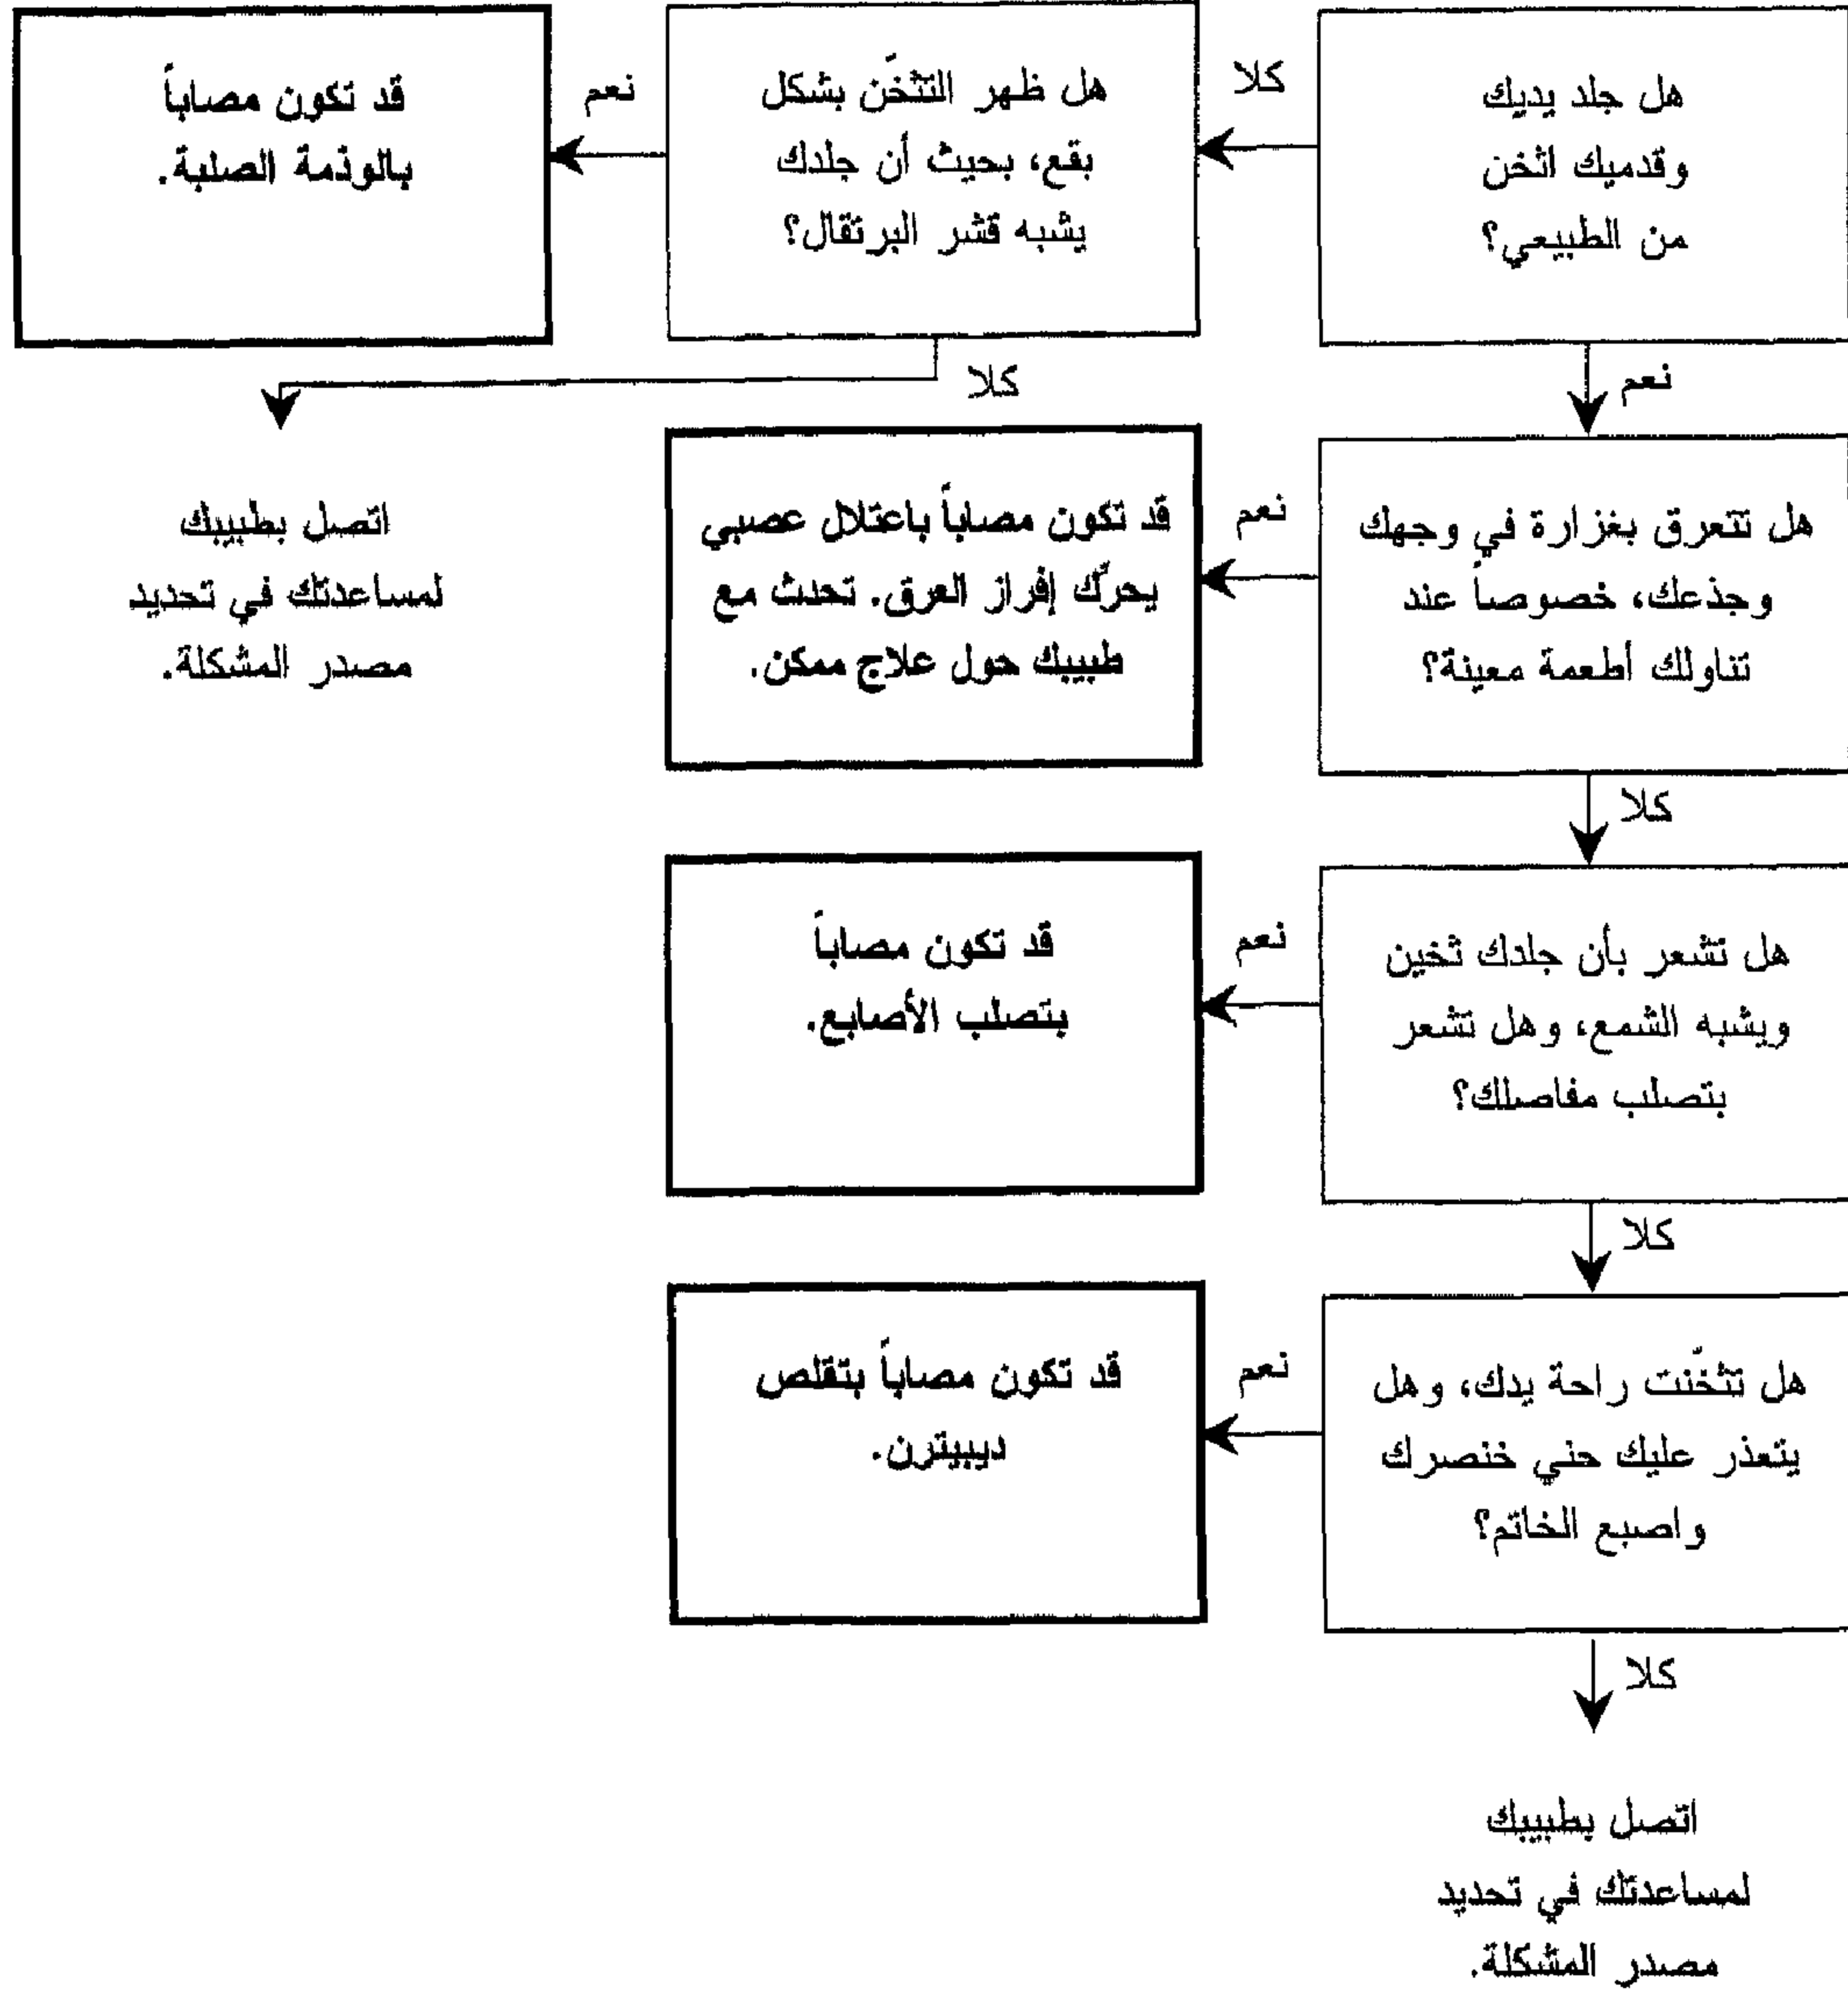 هل جلد يديك
وقدميك اثخن
من الطبيعي؟
كلا
هل ظهر التثخّن بشكل
بقع، بحيث أن جلدك
يشبه قشر البرتقال؟
نعم
قد تكون مصاباً
بالوذمة الصلبة.
كلا
اتصل بطبيبك
لمساعدتك في تحديد
مصدر المشكلة.
نعم
هل تتعرق بغزارة في وجهك
وجذعك، خصوصاً عند
تناولك أطعمة معينة؟
نعم
قد تكون مصاباً باعتلال عصبي
يحرّك إفراز العرق. تحدث مع
طبيبك حول علاج ممكن.
كلا
هل تشعر بأن جلدك ثخين
ويشبه الشمع، وهل تشعر
بتصلب مفاصلك؟
نعم
قد تكون مصاباً
بتصلب الأصابع.
كلا
هل تثخّنت راحة يدك، وهل
يتعذر عليك حني خنصرك
واصبع الخاتم؟
نعم
قد تكون مصاباً بتقلص
ديبيترن.
كلا
اتصل بطبيبك
لمساعدتك في تحديد
مصدر المشكلة.